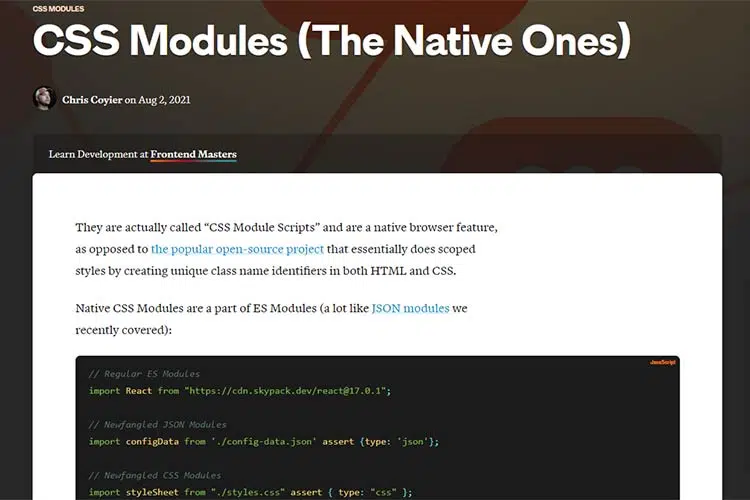 CSS MODULES
CSS Modules (The Native Ones)
Chris Coyier on Aug 2, 2021
Learn Development at Frontend Masters
They are actually called “CSS Module Scripts” and are a native browser feature,
as opposed to the popular open-source project that essentially does scoped
styles by creating unique class name identifiers in both HTML and CSS.
Native CSS Modules are a part of ES Modules (a lot like JSON modules we
recently covered):
JavaScript
// Regular ES Modules
import React from "https://cdn.skypack.dev/react@17.0.1";
// Newfangled JSON Modules
import configData from './config-data.json' assert {type: 'json'};
// Newfangled CSS Modules
import styleSheet from "./styles.css" assert { type: "css" };